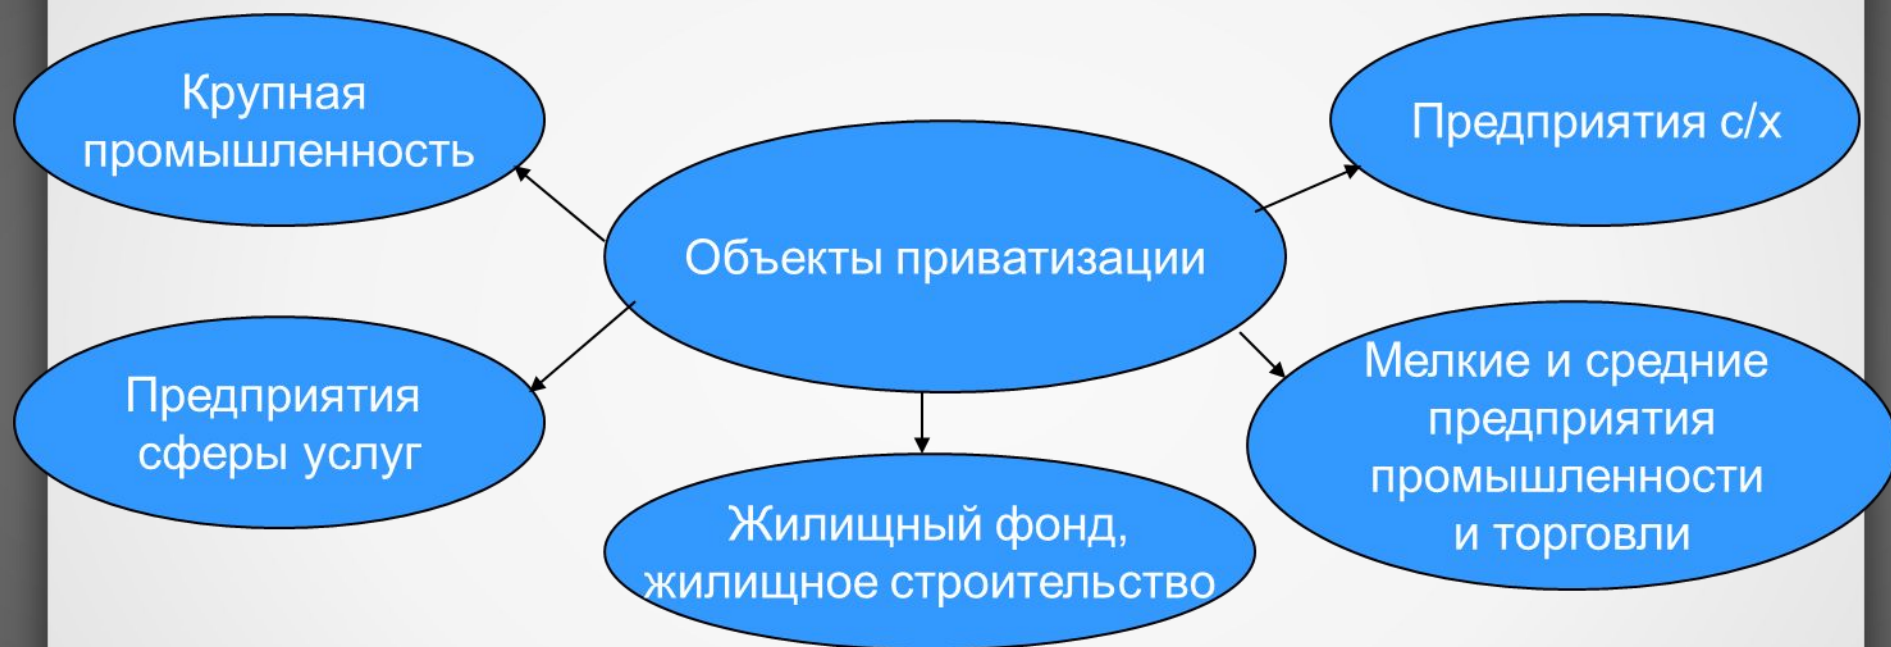 Крупная
промышленность
Предприятия с/х
Объекты приватизации
Предприятия
сферы услуг
Мелкие и средние
предприятия
промышленности
и торговли
Жилищный фонд,
жилищное строительство